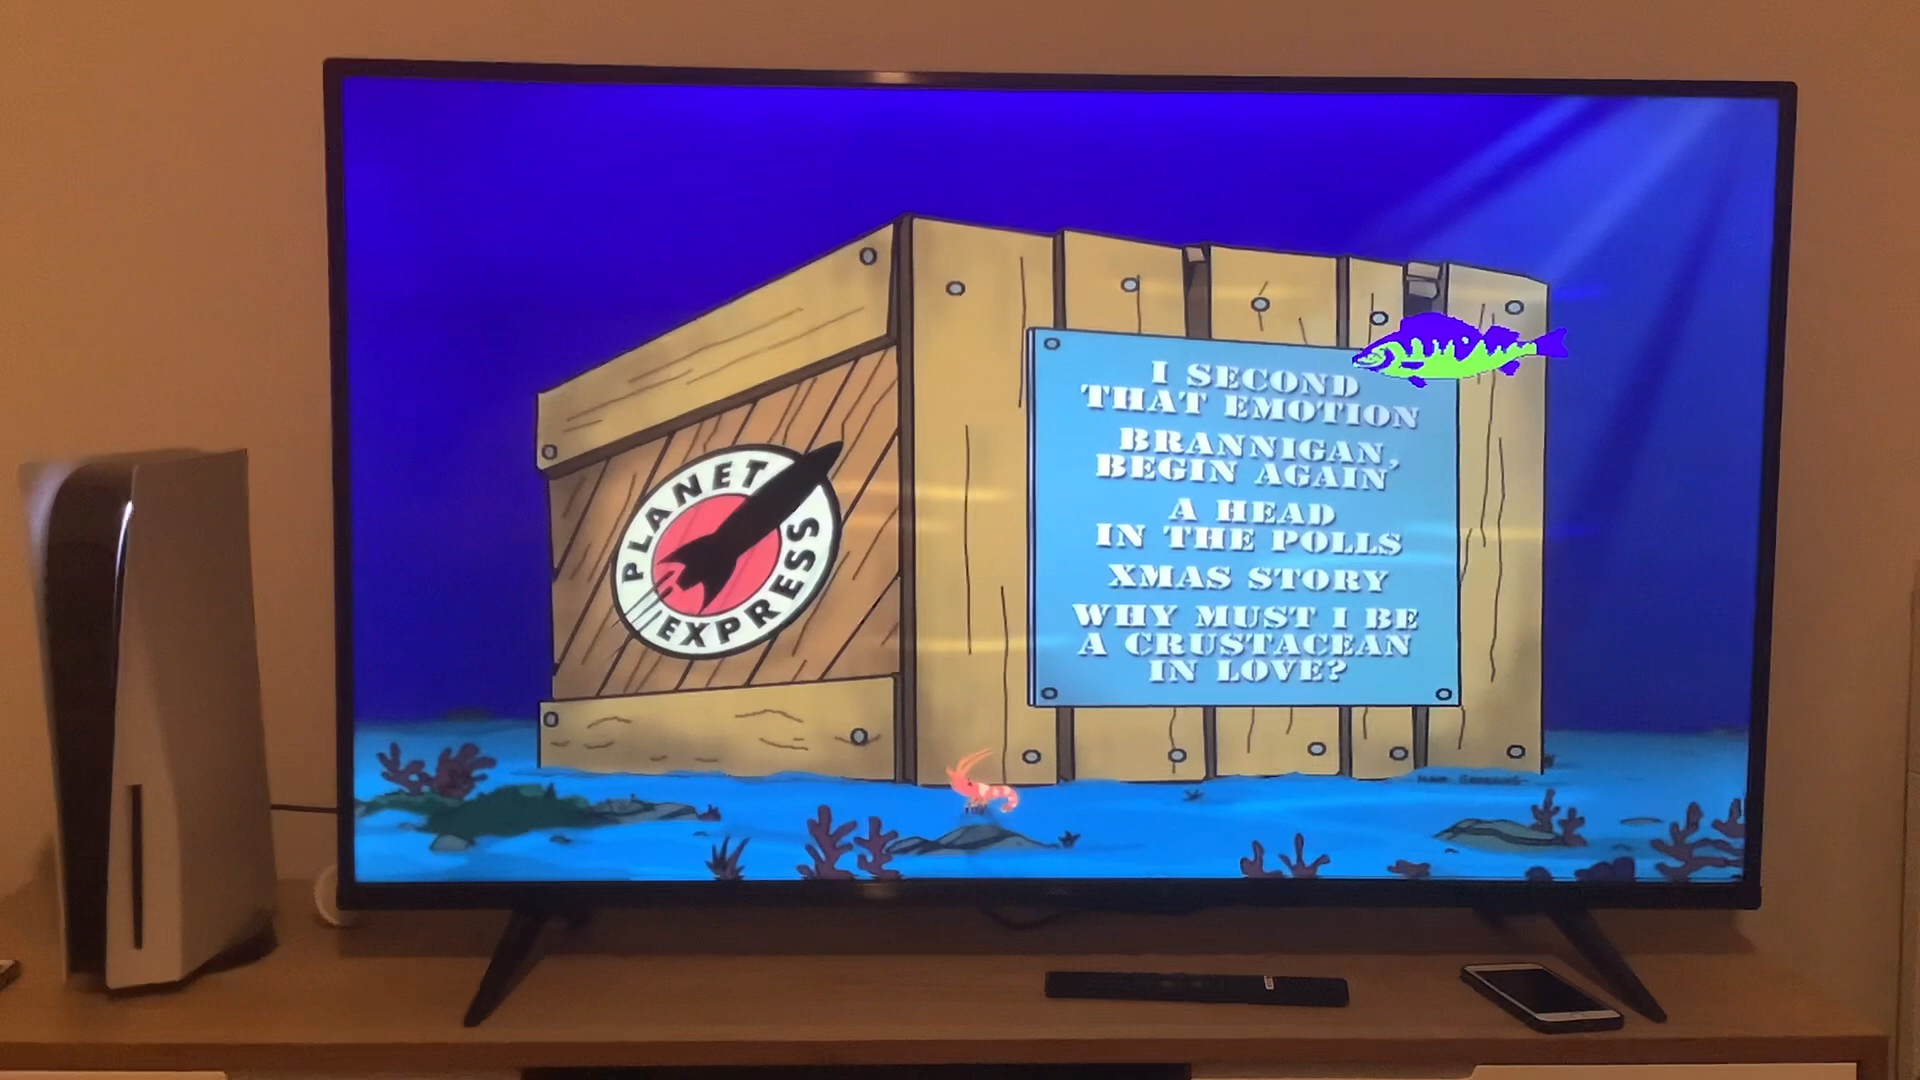 PLANET
EXPRESS
I SECOND
THAT EMOTION
BRANNIGAN,
BEGIN AGAIN
A HEAD
IN THE POLLS
XMAS STORY
WHY MUST I BE
A CRUSTACEAN
IN LOVE?